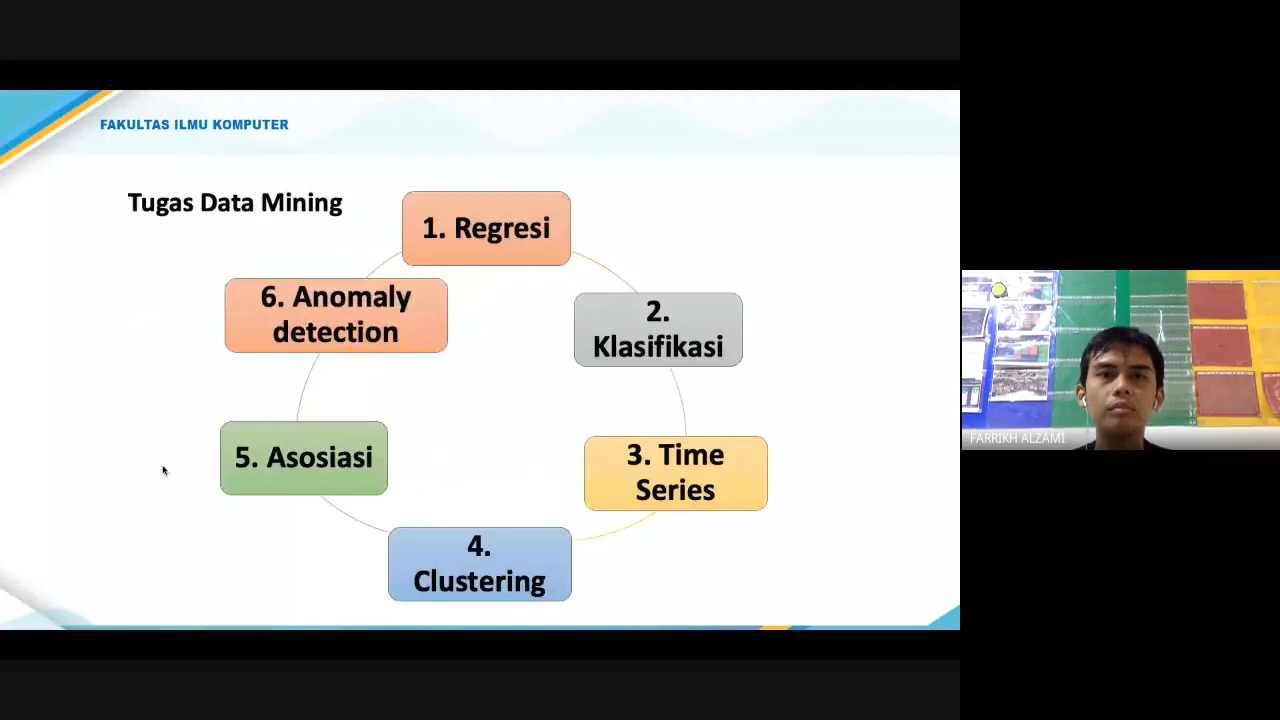 FAKULTAS ILMU KOMPUTER
Tugas Data Mining
1. Regresi
2.
Klasifikasi
3. Time
Series
4.
Clustering
5. Asosiasi
6. Anomaly
detection
FARRIKH ALZAMI